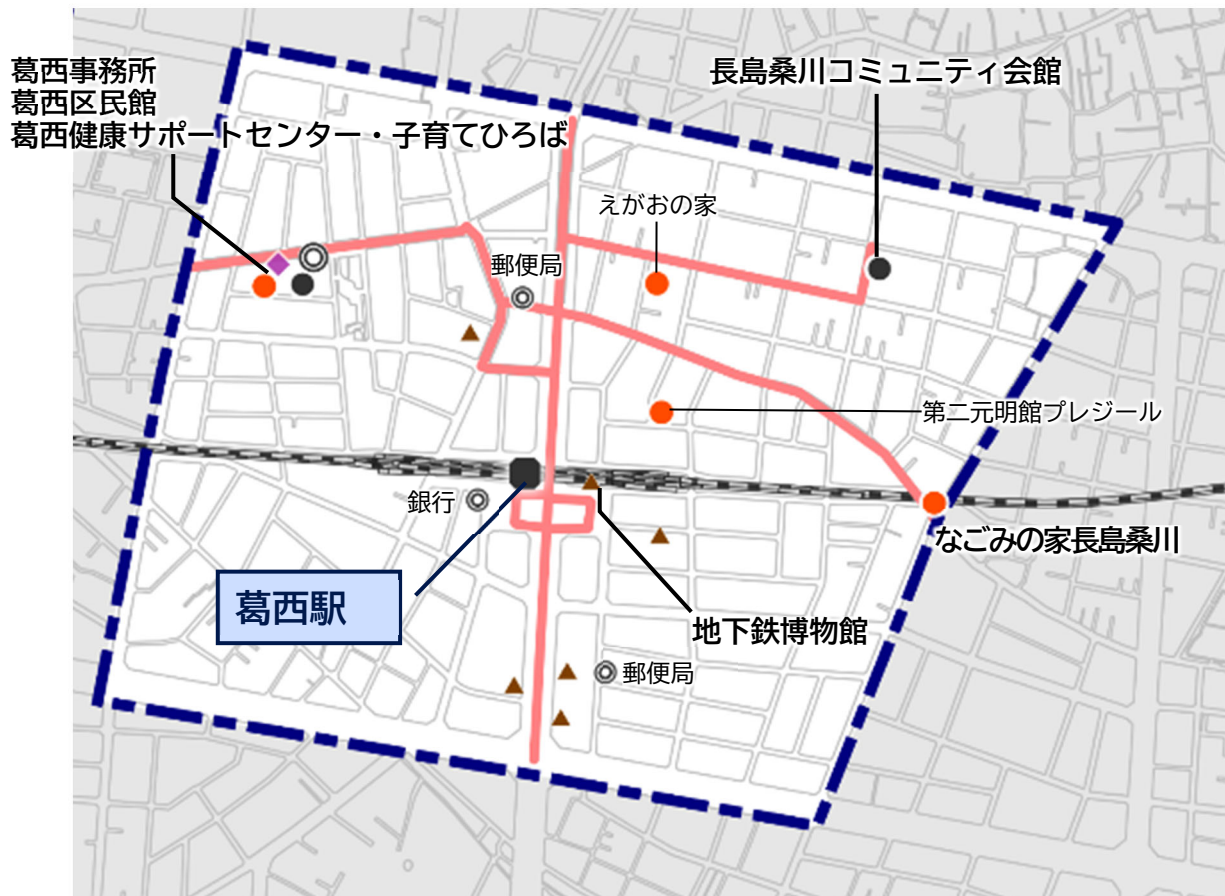 葛西事務所
葛西区民館
葛西健康サポートセンター・子育てひろば
長島桑川コミュニティ会館
えがおの家
郵便局
第二元明館プレジール
銀行
なごみの家長島桑川
葛西駅
地下鉄博物館
郵便局